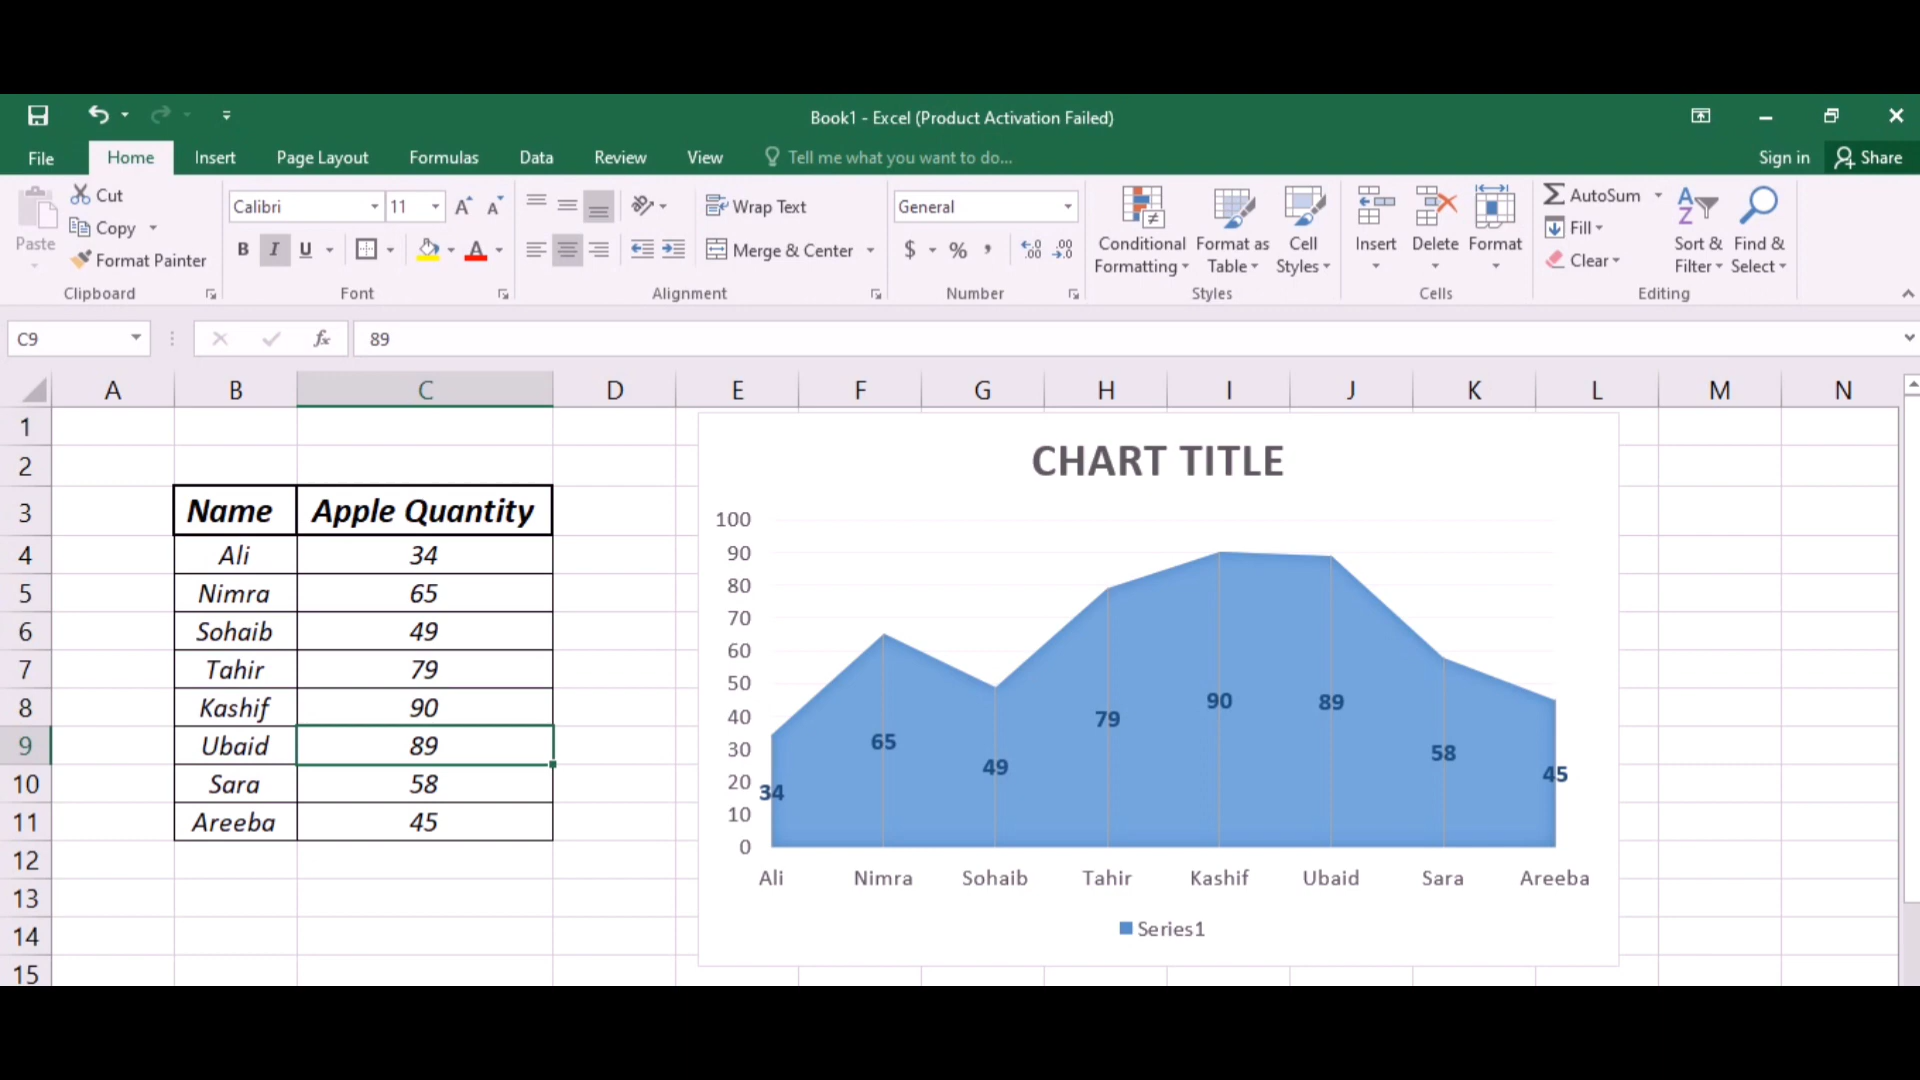 Book1 - Excel (Product Activation Failed)
File Home Insert Page Layout Formulas Data Review View Tell me what you want to do... Sign in Share
Paste Cut Copy Format Painter Clipboard
Calibri 11 A A B I U A Font
Wrap Text Merge & Center Alignment
General $ % , .00 .0 .00 .0 Number
Conditional Formatting Format as Table Cell Styles Styles
Insert Delete Format Cells
AutoSum Fill Clear Sort & Filter Find & Select Editing
C9 fx 89
A B C D E F G H I J K L M N
1
2
3 Name Apple Quantity
4 Ali 34
5 Nimra 65
6 Sohaib 49
7 Tahir 79
8 Kashif 90
9 Ubaid 89
10 Sara 58
11 Areeba 45
12
13
14
15
CHART TITLE
100
90
80
70
60
50
40
30
20
10
0
34 65 49 79 90 89 58 45
Ali Nimra Sohaib Tahir Kashif Ubaid Sara Areeba
Series1